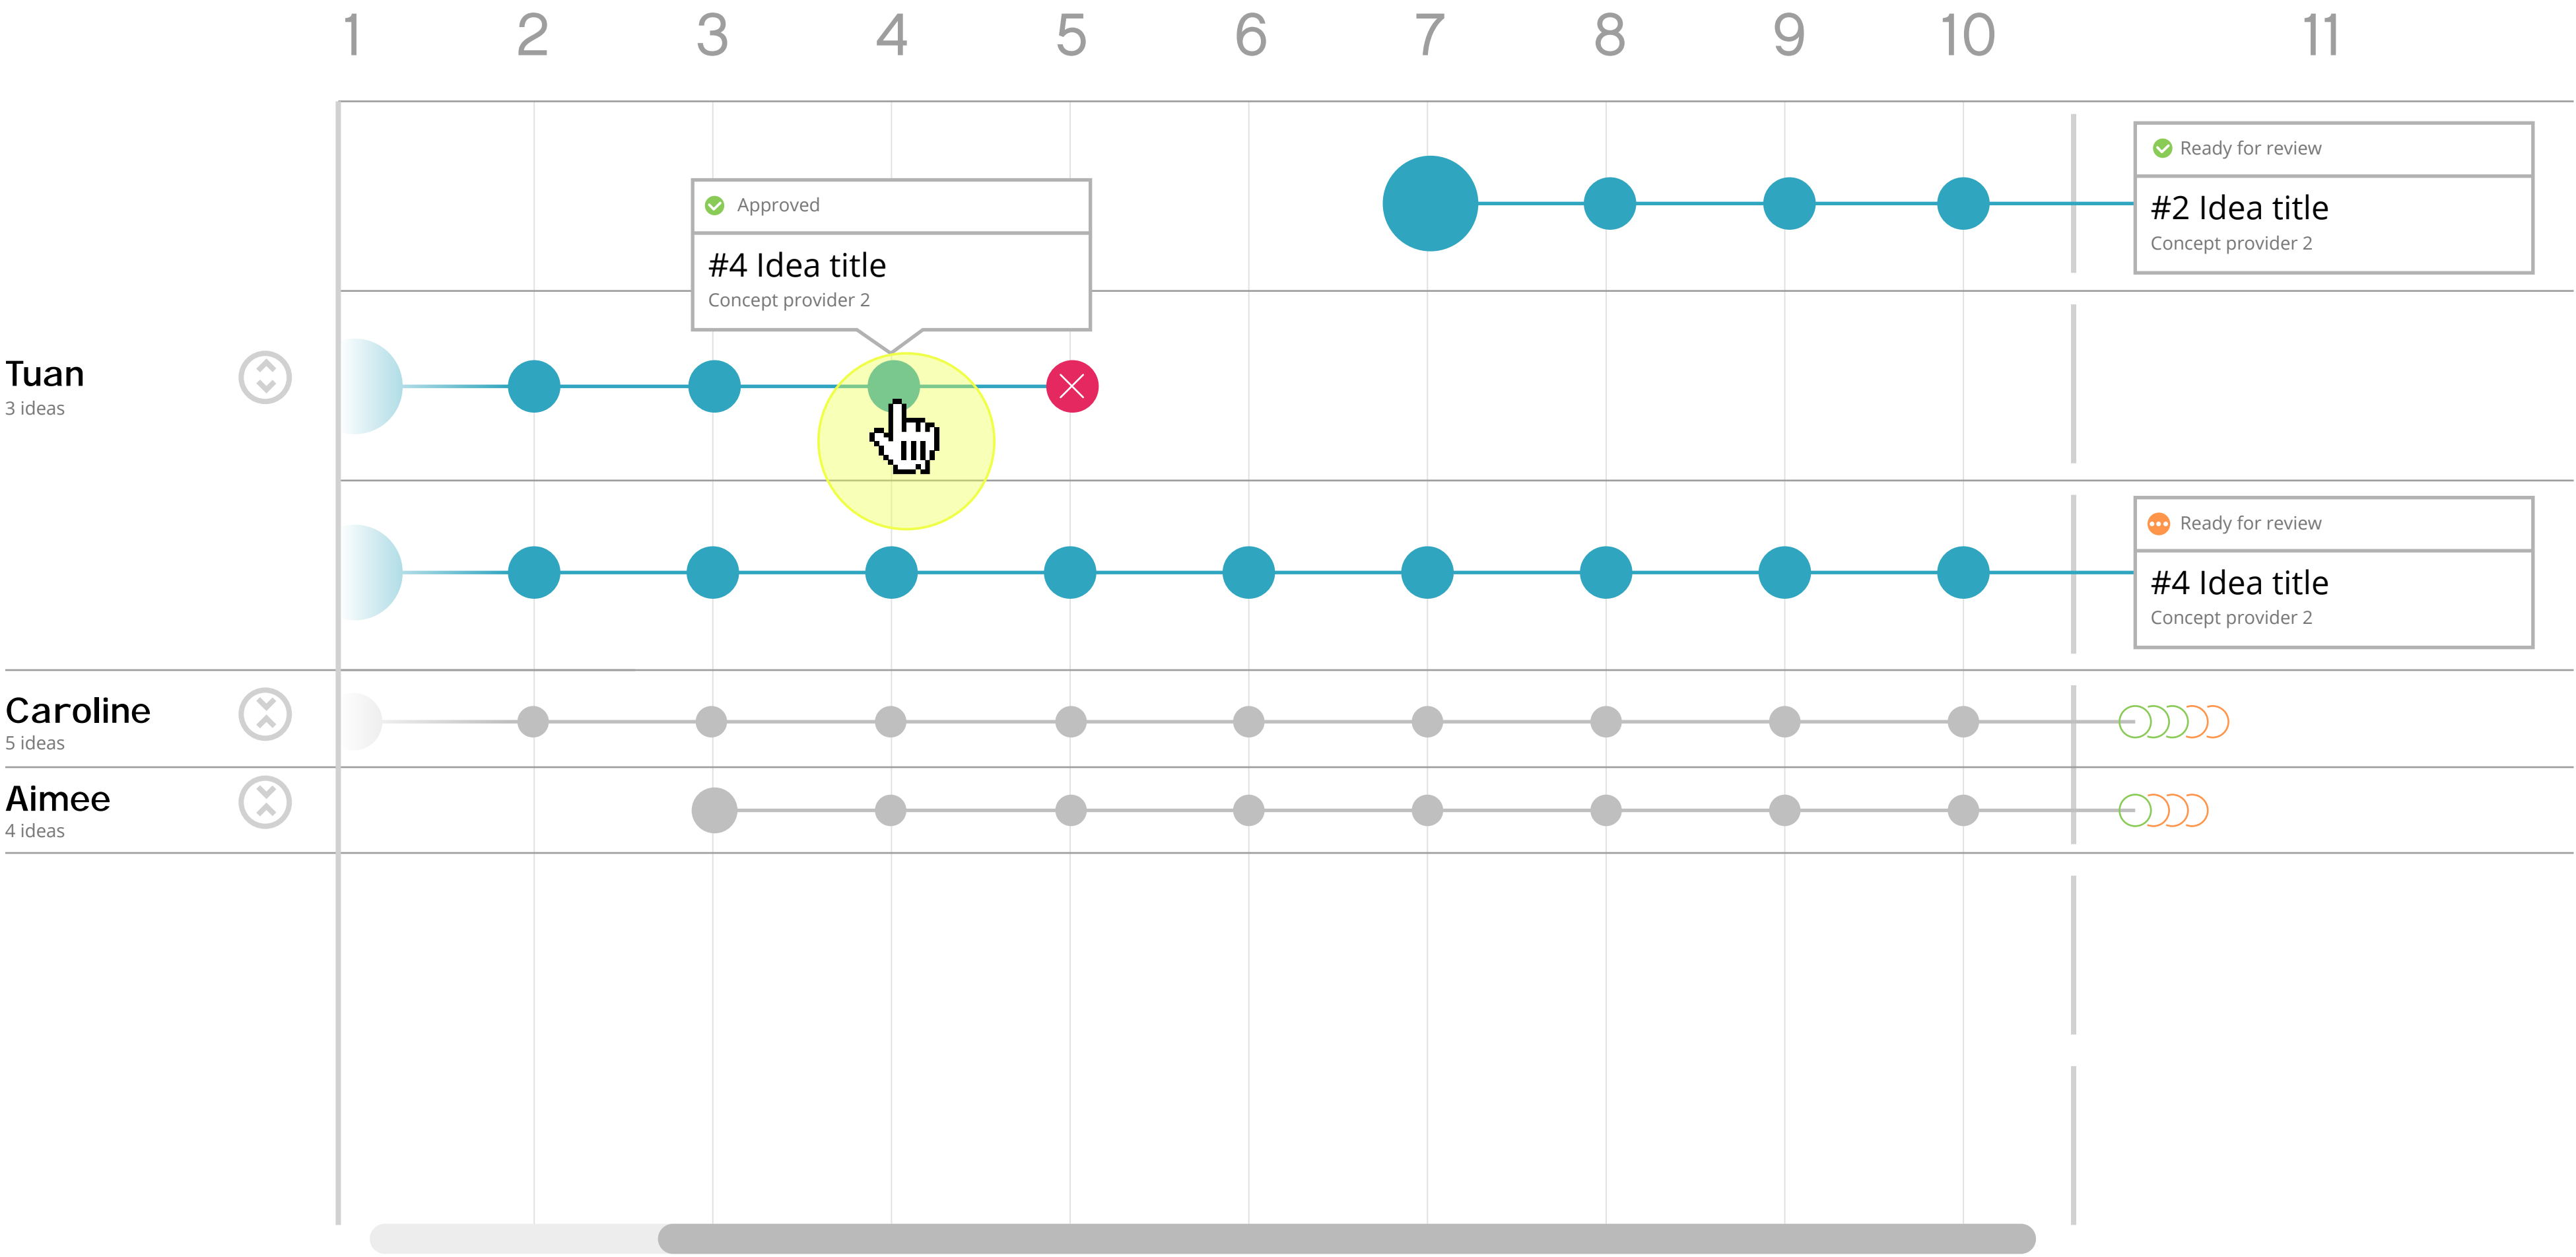 1 2 3 4 5 6 7 8 9 10 11
Ready for review
#2 Idea title
Concept provider 2
Approved
#4 Idea title
Concept provider 2
Tuan
3 ideas
Ready for review
#4 Idea title
Concept provider 2
Caroline
5 ideas
Aimee
4 ideas